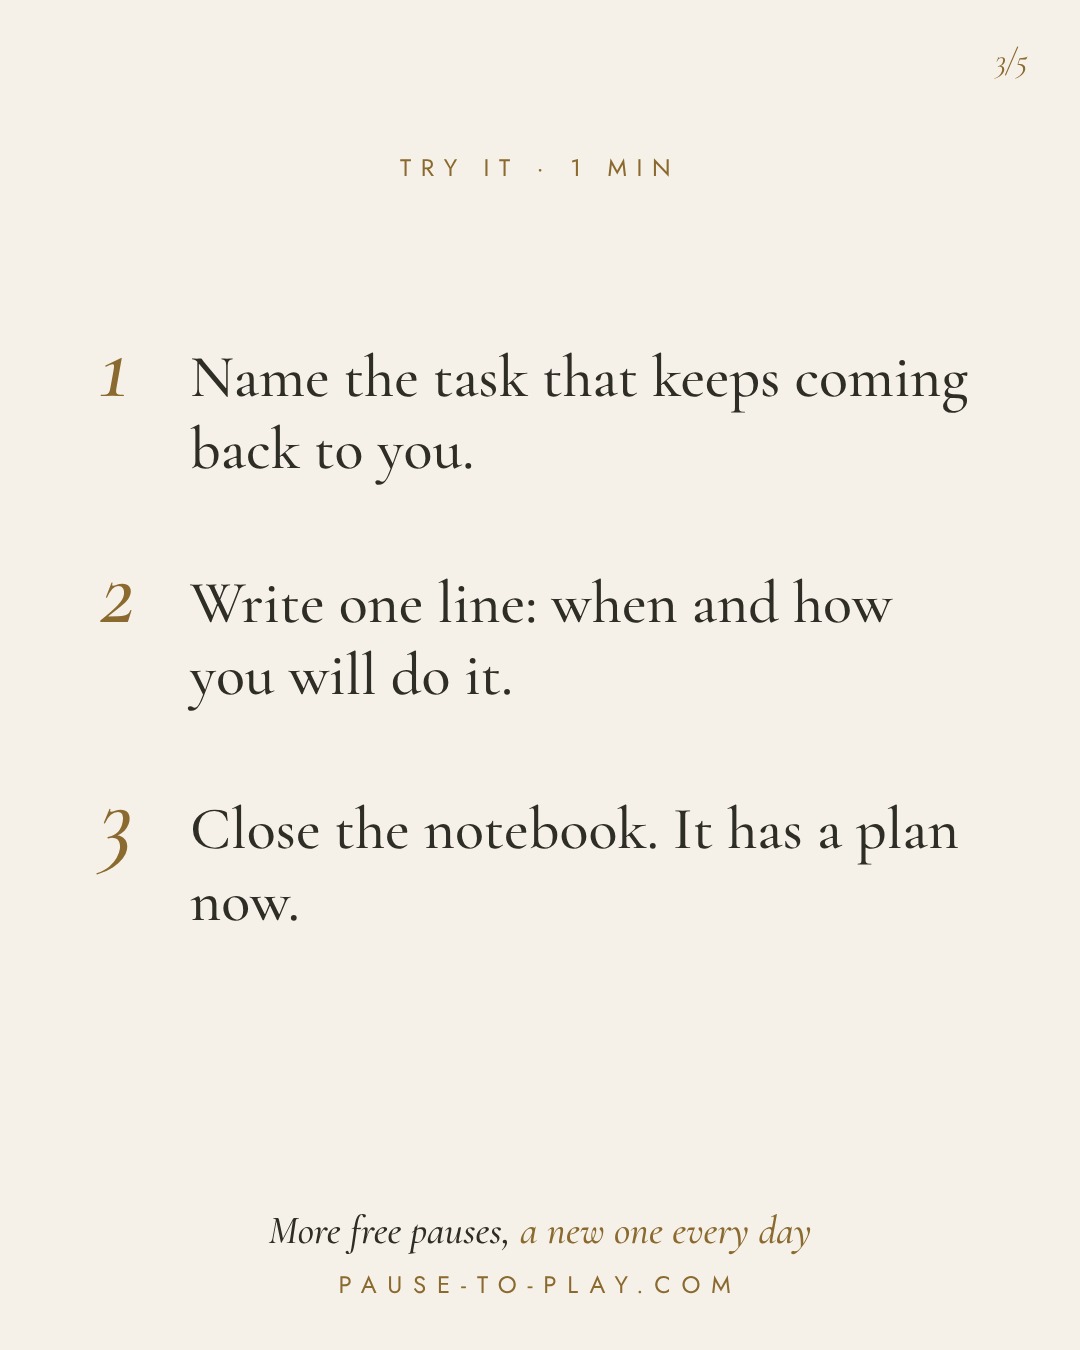 3/5
TRY IT · 1 MIN
1 Name the task that keeps coming
back to you.
2 Write one line: when and how
you will do it.
3 Close the notebook. It has a plan
now.
More free pauses, a new one every day
PAUSE-TO-PLAY.COM